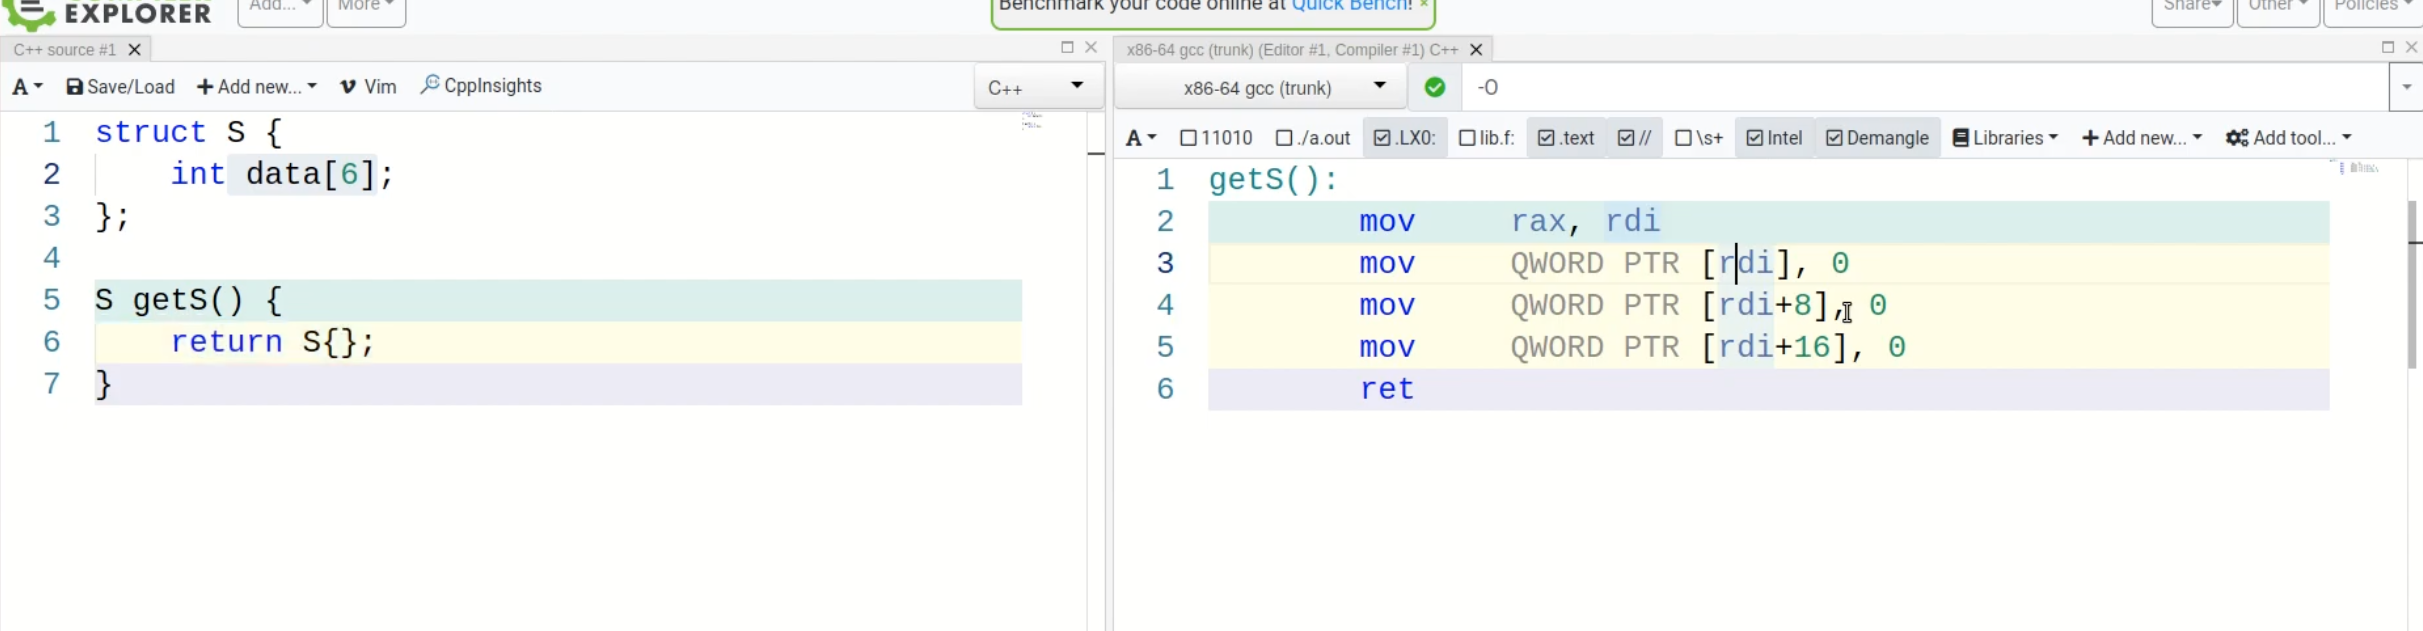 EXPLORER
Add...
More
Benchmark your code online at Quick Bench! ×
Share
Other
Policies
C++ source #1
x86-64 gcc (trunk) (Editor #1, Compiler #1) C++
A Save/Load + Add new... Vim CppInsights
C++
x86-64 gcc (trunk)
-O
A 11010 ./a.out .LX0: lib.f: .text // \s+ Intel Demangle Libraries + Add new... Add tool...
1 struct S {
2 int data[6];
3 };
4
5 S getS() {
6 return S{};
7 }
1 getS():
2 mov rax, rdi
3 mov QWORD PTR [rdi], 0
4 mov QWORD PTR [rdi+8], 0
5 mov QWORD PTR [rdi+16], 0
6 ret